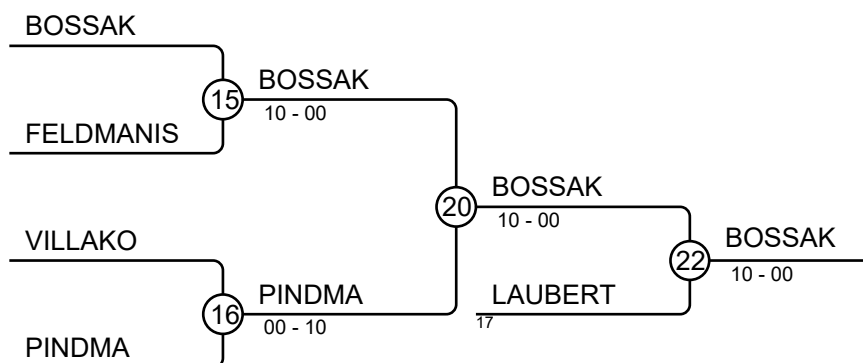 BOSSAK
15
BOSSAK
10 - 00
FELDMANIS
20
BOSSAK
10 - 00
VILLAKO
16
PINDMA
00 - 10
PINDMA
LAUBERT
17
22
BOSSAK
10 - 00